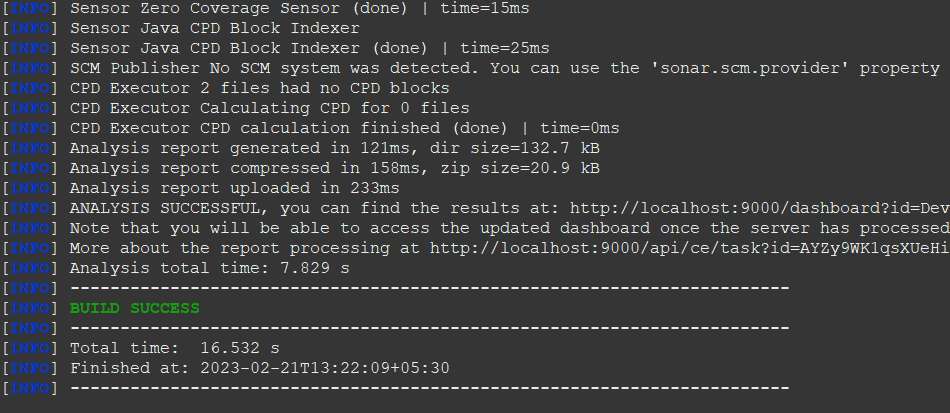 [INFO] Sensor Zero Coverage Sensor (done) | time=15ms
[INFO] Sensor Java CPD Block Indexer
[INFO] Sensor Java CPD Block Indexer (done) | time=25ms
[INFO] SCM Publisher No SCM system was detected. You can use the 'sonar.scm.provider' property
[INFO] CPD Executor 2 files had no CPD blocks
[INFO] CPD Executor Calculating CPD for 0 files
[INFO] CPD Executor CPD calculation finished (done) | time=0ms
[INFO] Analysis report generated in 121ms, dir size=132.7 kB
[INFO] Analysis report compressed in 158ms, zip size=20.9 kB
[INFO] Analysis report uploaded in 233ms
[INFO] ANALYSIS SUCCESSFUL, you can find the results at: http://localhost:9000/dashboard?id=Dev
[INFO] Note that you will be able to access the updated dashboard once the server has processed
[INFO] More about the report processing at http://localhost:9000/api/ce/task?id=AYZy9WK1qsXUeHi
[INFO] Analysis total time: 7.829 s
[INFO] ------------------------------------------------------------------------
[INFO] BUILD SUCCESS
[INFO] ------------------------------------------------------------------------
[INFO] Total time:  16.532 s
[INFO] Finished at: 2023-02-21T13:22:09+05:30
[INFO] ------------------------------------------------------------------------